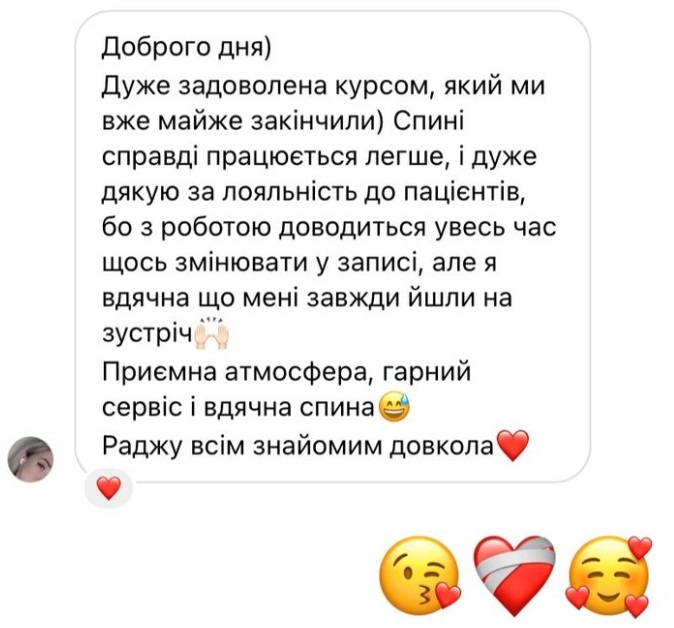 Доброго дня)
Дуже задоволена курсом, який ми
вже майже закінчили) Спині
справді працюється легше, і дуже
дякую за лояльність до пацієнтів,
бо з роботою доводиться увесь час
щось змінювати у записі, але я
вдячна що мені завжди йшли на
зустріч🙌🏻
Приємна атмосфера, гарний
сервіс і вдячна спина😅
Раджу всім знайомим довкола❤️